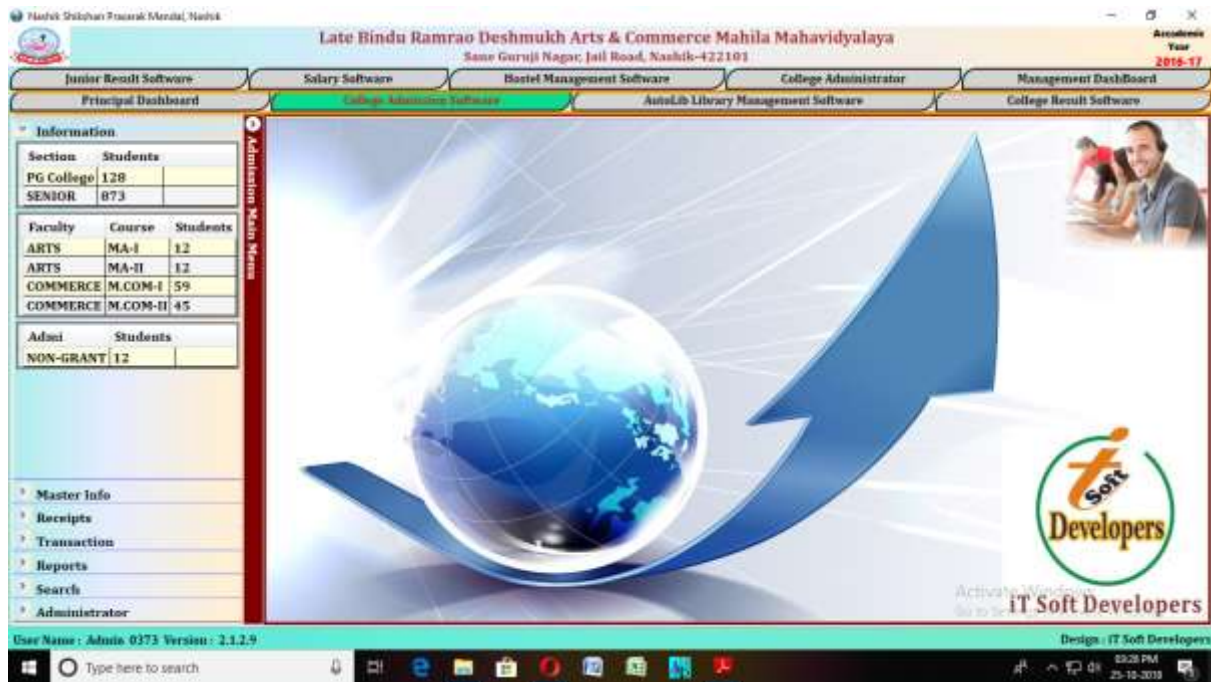 Nashik Shikshan Prasarak Mandal, Nashik
Late Bindu Ramrao Deshmukh Arts & Commerce Mahila Mahavidyalaya
Sane Guruji Nagar, Jail Road, Nashik-422101
Accademic
Year
2016-17
Junior Result Software
Salary Software
Hostel Management Software
College Administrator
Management DashBoard
Principal Dashboard
College Admission Software
AutoLib Library Management Software
College Result Software
Information
Section Students
PG College 128
SENIOR 873
Faculty Course Students
ARTS MA-I 12
ARTS MA-II 12
COMMERCE M.COM-I 59
COMMERCE M.COM-II 45
Admi Students
NON-GRANT 12
Master Info
Receipts
Transaction
Reports
Search
Administrator
Admission Main Menu
iT
Soft
Developers
Activate Windows
iT Soft Developers
User Name : Admin 0373 Version : 2.1.2.9
Design : IT Soft Developers
Type here to search
03:28 PM
25-10-2018